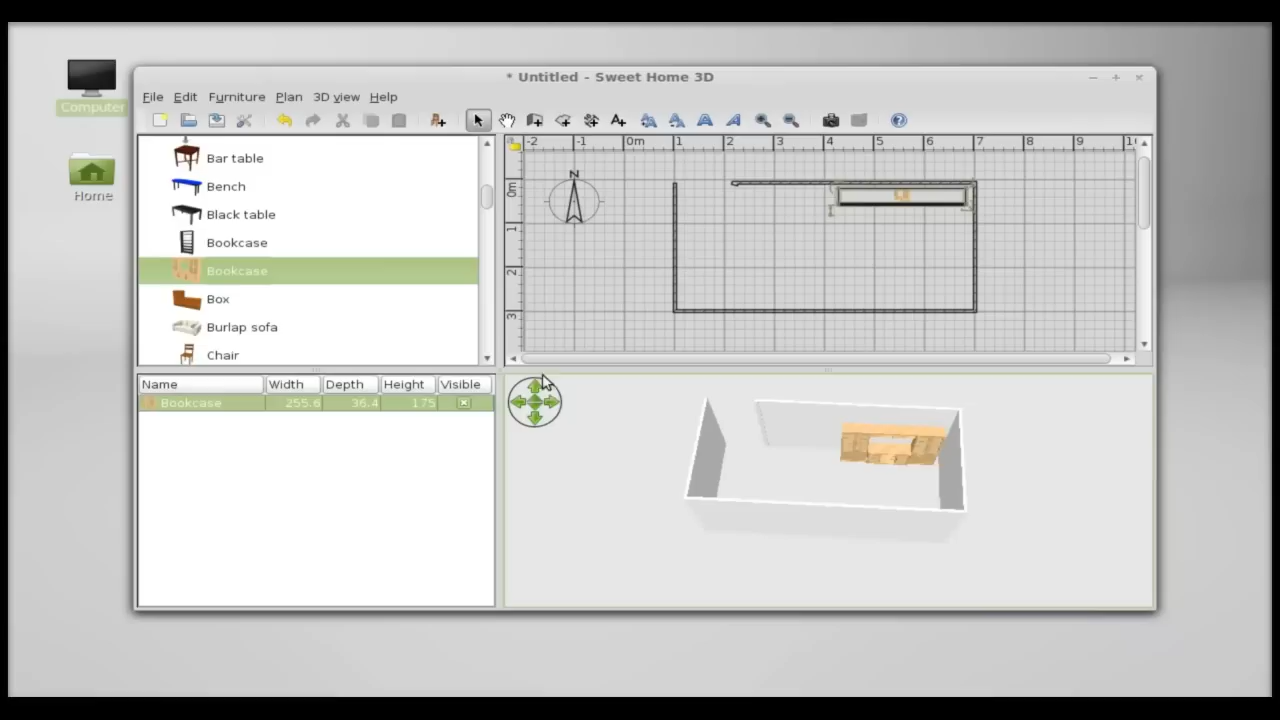 * Untitled - Sweet Home 3D
Computer
Home
File Edit Furniture Plan 3D view Help
Bar table
Bench
Black table
Bookcase
Bookcase
Box
Burlap sofa
Chair
-2 -1 0m 1 2 3 4 5 6 7 8 9
0m
1
2
3
N
Name Width Depth Height Visible
Bookcase 255.6 36.4 175